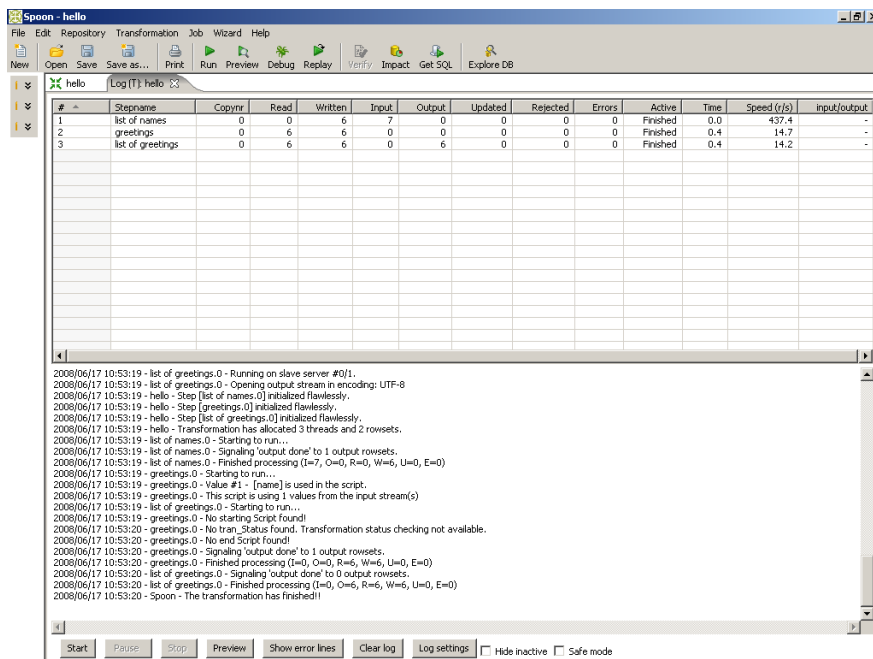 Spoon - hello
File Edit Repository Transformation Job Wizard Help
New Open Save Save as... Print Run Preview Debug Replay Verify Impact Get SQL Explore DB
hello Log (T): hello
# Stepname Copynr Read Written Input Output Updated Rejected Errors Active Time Speed (r/s) input/output
1 list of names 0 0 6 7 0 0 0 0 Finished 0.0 437.4 -
2 greetings 0 6 6 0 0 0 0 0 Finished 0.4 14.7 -
3 list of greetings 0 6 6 0 6 0 0 0 Finished 0.4 14.2 -
2008/06/17 10:53:19 - list of greetings.0 - Running on slave server #0/1.
2008/06/17 10:53:19 - list of greetings.0 - Opening output stream in encoding: UTF-8
2008/06/17 10:53:19 - hello - Step [list of names.0] initialized flawlessly.
2008/06/17 10:53:19 - hello - Step [greetings.0] initialized flawlessly.
2008/06/17 10:53:19 - hello - Step [list of greetings.0] initialized flawlessly.
2008/06/17 10:53:19 - hello - Transformation has allocated 3 threads and 2 rowsets.
2008/06/17 10:53:19 - list of names.0 - Starting to run...
2008/06/17 10:53:19 - list of names.0 - Signaling 'output done' to 1 output rowsets.
2008/06/17 10:53:19 - list of names.0 - Finished processing (I=7, O=0, R=0, W=6, U=0, E=0)
2008/06/17 10:53:19 - greetings.0 - Starting to run...
2008/06/17 10:53:19 - greetings.0 - Value #1 - [name] is used in the script.
2008/06/17 10:53:19 - greetings.0 - This script is using 1 values from the input stream(s)
2008/06/17 10:53:19 - list of greetings.0 - Starting to run...
2008/06/17 10:53:19 - greetings.0 - No starting Script found!
2008/06/17 10:53:20 - greetings.0 - No tran_Status found. Transformation status checking not available.
2008/06/17 10:53:20 - greetings.0 - No end Script found!
2008/06/17 10:53:20 - greetings.0 - Signaling 'output done' to 1 output rowsets.
2008/06/17 10:53:20 - greetings.0 - Finished processing (I=0, O=0, R=6, W=6, U=0, E=0)
2008/06/17 10:53:20 - list of greetings.0 - Signaling 'output done' to 0 output rowsets.
2008/06/17 10:53:20 - list of greetings.0 - Finished processing (I=0, O=6, R=6, W=6, U=0, E=0)
2008/06/17 10:53:20 - Spoon - The transformation has finished!!
Start Pause Stop Preview Show error lines Clear log Log settings Hide inactive Safe mode